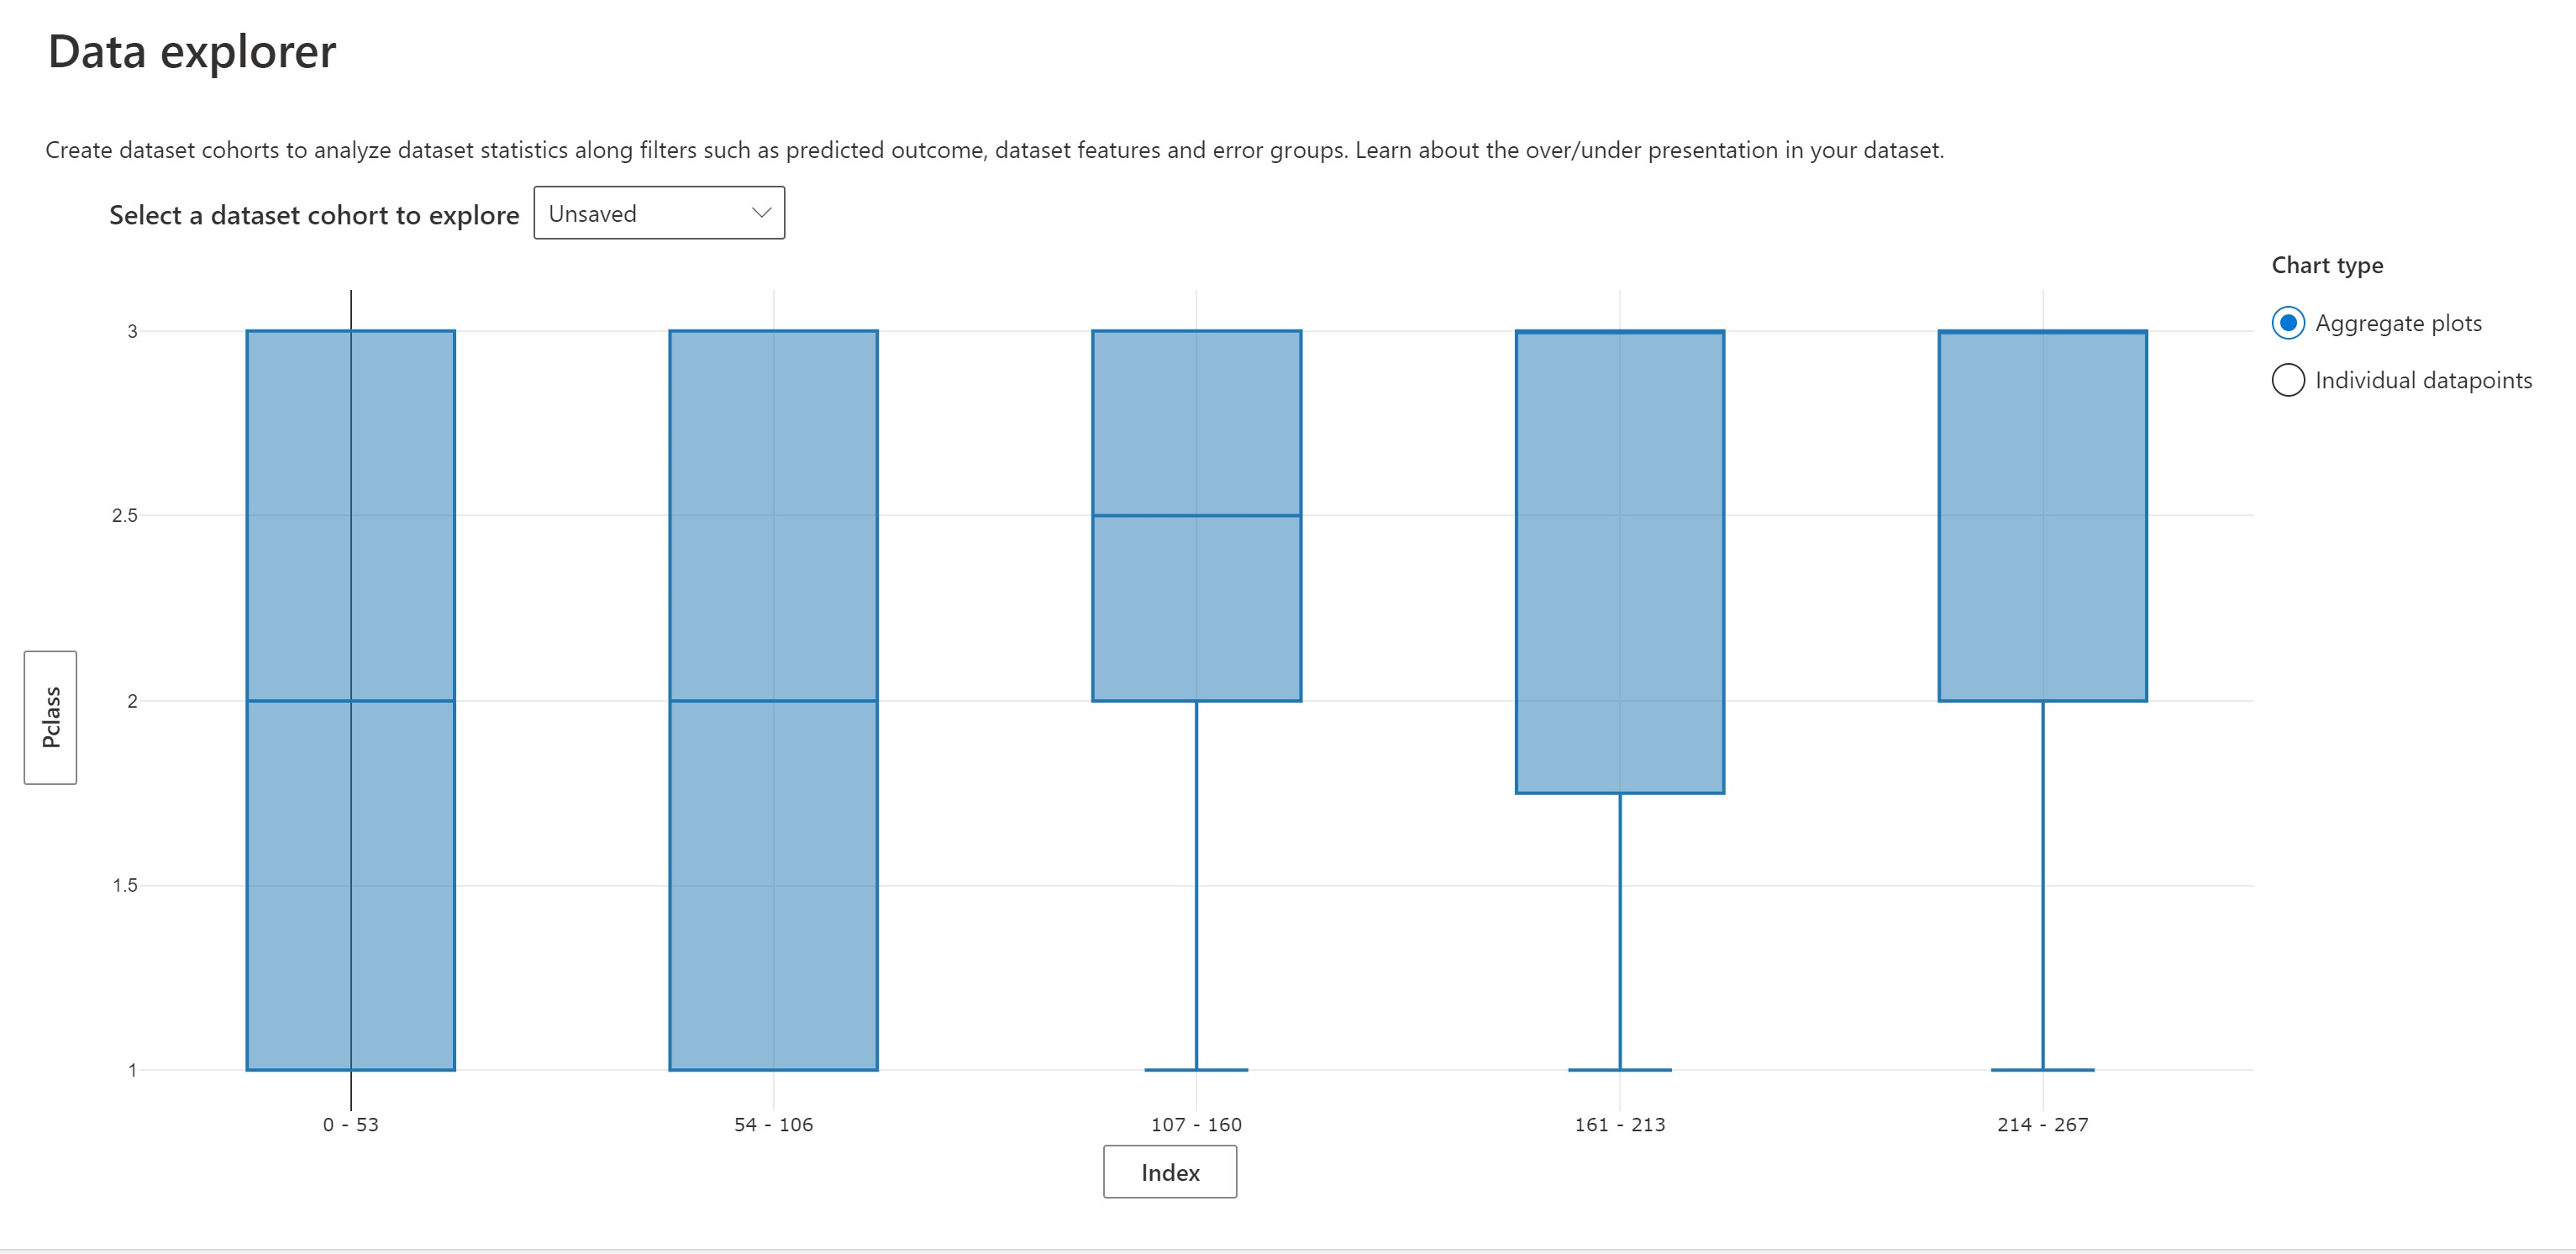 Data explorer
Create dataset cohorts to analyze dataset statistics along filters such as predicted outcome, dataset features and error groups. Learn about the over/under presentation in your dataset.
Select a dataset cohort to explore Unsaved
Chart type
Aggregate plots
Individual datapoints
3
2.5
2
1.5
1
Pclass
0 - 53 54 - 106 107 - 160 161 - 213 214 - 267
Index